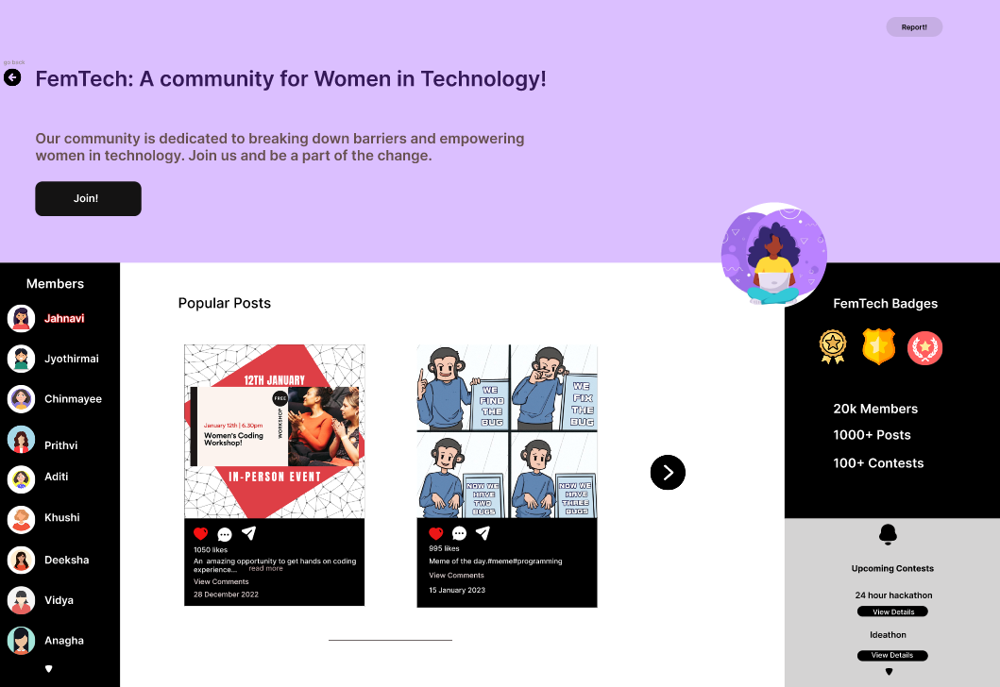 Report!
go back
FemTech: A community for Women in Technology!
Our community is dedicated to breaking down barriers and empowering
women in technology. Join us and be a part of the change.
Join!
Members
Jahnavi
Jyothirmai
Chinmayee
Prithvi
Aditi
Khushi
Deeksha
Vidya
Anagha
Popular Posts
12TH JANUARY
FREE
WORKSHOP
January 12th | 6.30pm
Women's Coding
Workshop!
IN-PERSON EVENT
1050 likes
An amazing opportunity to get hands on coding
experience... read more
View Comments
28 December 2022
WE
FIND
THE
BUG
WE
FIX
THE
BUG
NOW WE
HAVE
TWO
BUGS
NOW WE
HAVE
THREE
BUGS
995 likes
Meme of the day.#meme#programming
View Comments
15 January 2023
FemTech Badges
20k Members
1000+ Posts
100+ Contests
Upcoming Contests
24 hour hackathon
View Details
Ideathon
View Details